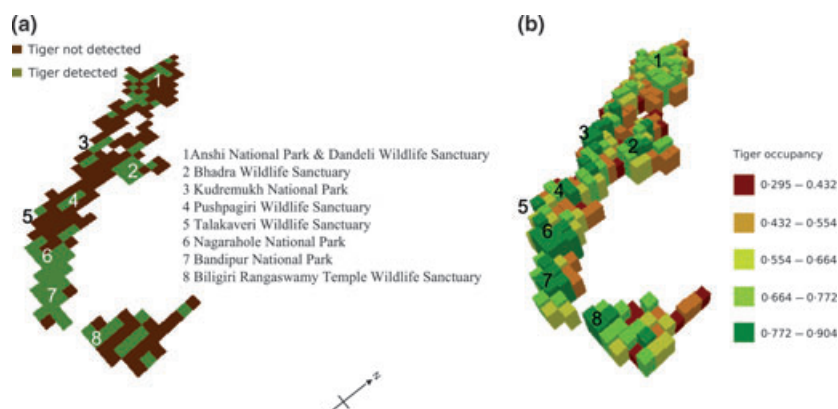 (a)
Tiger not detected
Tiger detected
1
3
2
4
5
6
7
8
1Anshi National Park & Dandeli Wildlife Sanctuary
2 Bhadra Wildlife Sanctuary
3 Kudremukh National Park
4 Pushpagiri Wildlife Sanctuary
5 Talakaveri Wildlife Sanctuary
6 Nagarahole National Park
7 Bandipur National Park
8 Biligiri Rangaswamy Temple Wildlife Sanctuary
N
(b)
1
3
2
4
5
6
7
8
Tiger occupancy
0·295 – 0·432
0·432 – 0·554
0·554 – 0·664
0·664 – 0·772
0·772 – 0·904